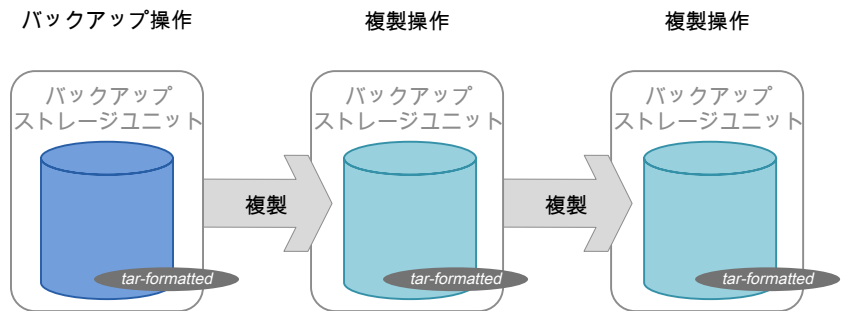 バックアップ操作
複製操作
複製操作
バックアップ
ストレージユニット
バックアップ
ストレージユニット
バックアップ
ストレージユニット
複製
複製
tar-formatted
tar-formatted
tar-formatted